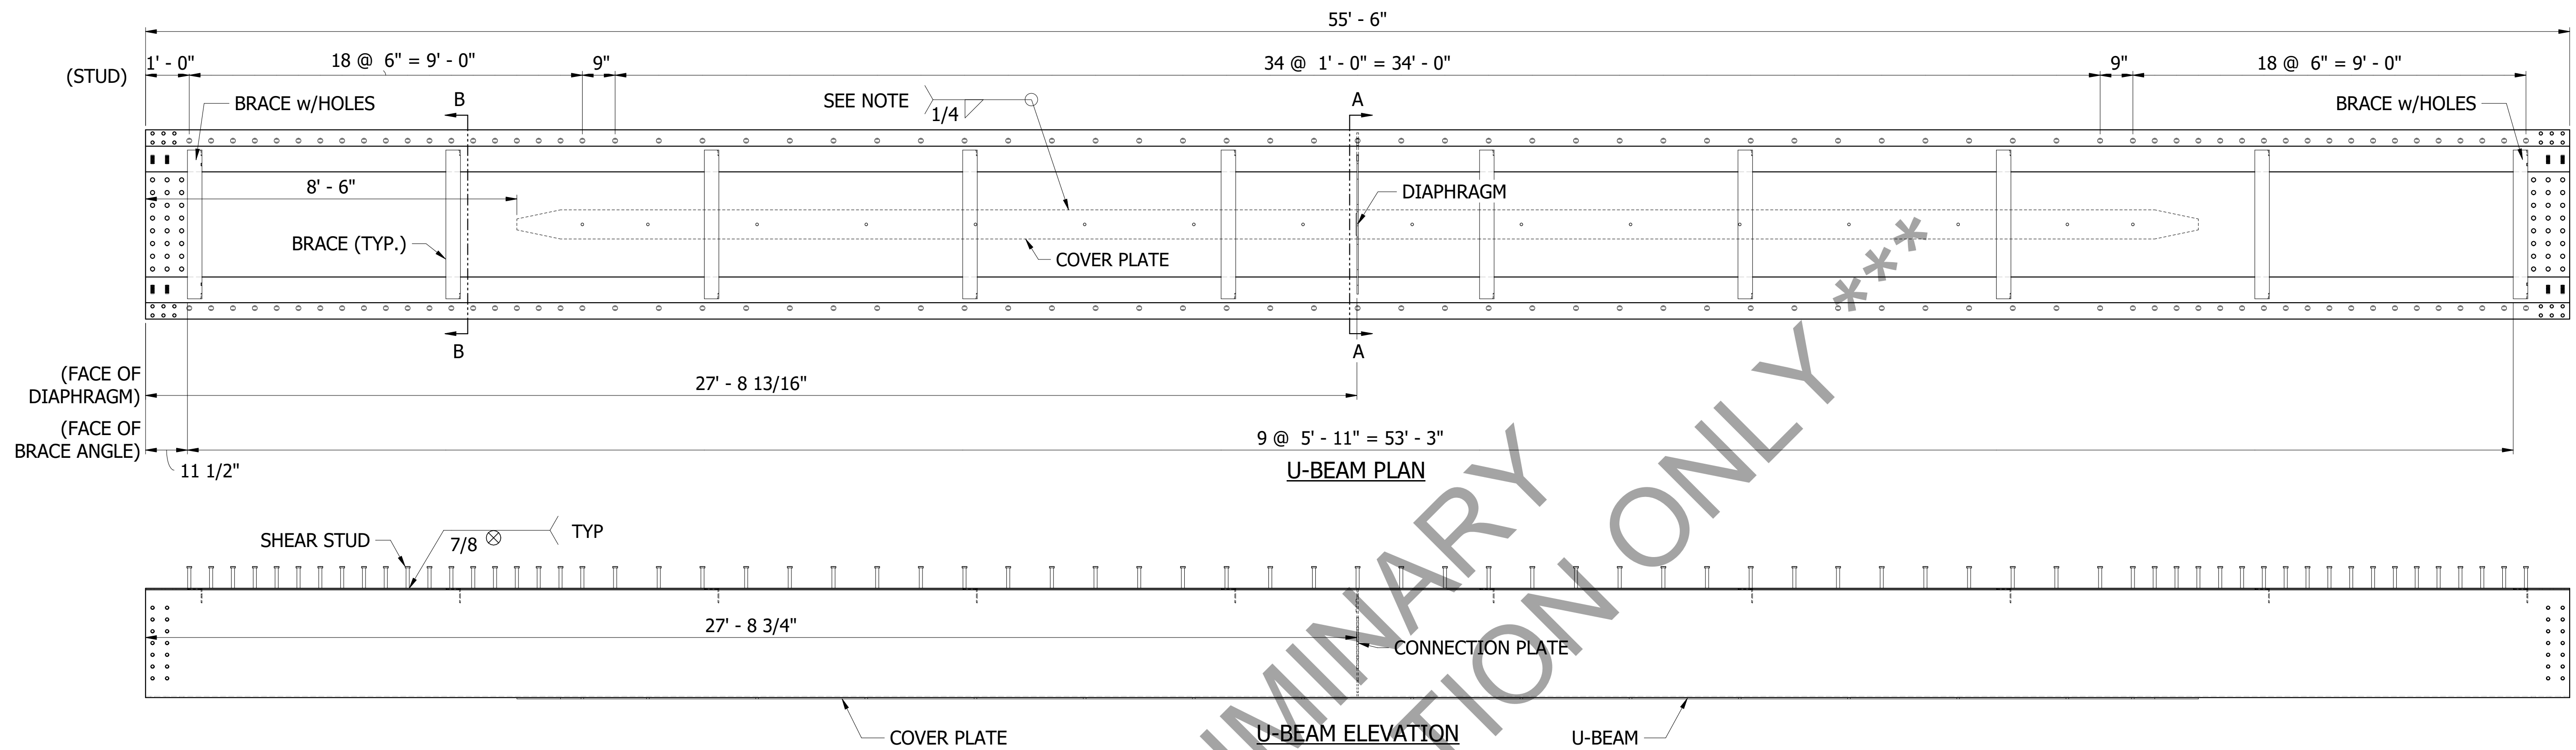 55' - 6"
(STUD)
1' - 0"
18 @ 6" = 9' - 0"
9"
34 @ 1' - 0" = 34' - 0"
9"
18 @ 6" = 9' - 0"
BRACE w/HOLES
B
SEE NOTE
1/4
A
BRACE w/HOLES
8' - 6"
DIAPHRAGM
BRACE (TYP.)
COVER PLATE
B
A
(FACE OF
DIAPHRAGM)
27' - 8 13/16"
(FACE OF
BRACE ANGLE)
11 1/2"
9 @ 5' - 11" = 53' - 3"
U-BEAM PLAN
SHEAR STUD
7/8
TYP
27' - 8 3/4"
CONNECTION PLATE
COVER PLATE
U-BEAM ELEVATION
U-BEAM
MINARY
TION ONLY ***